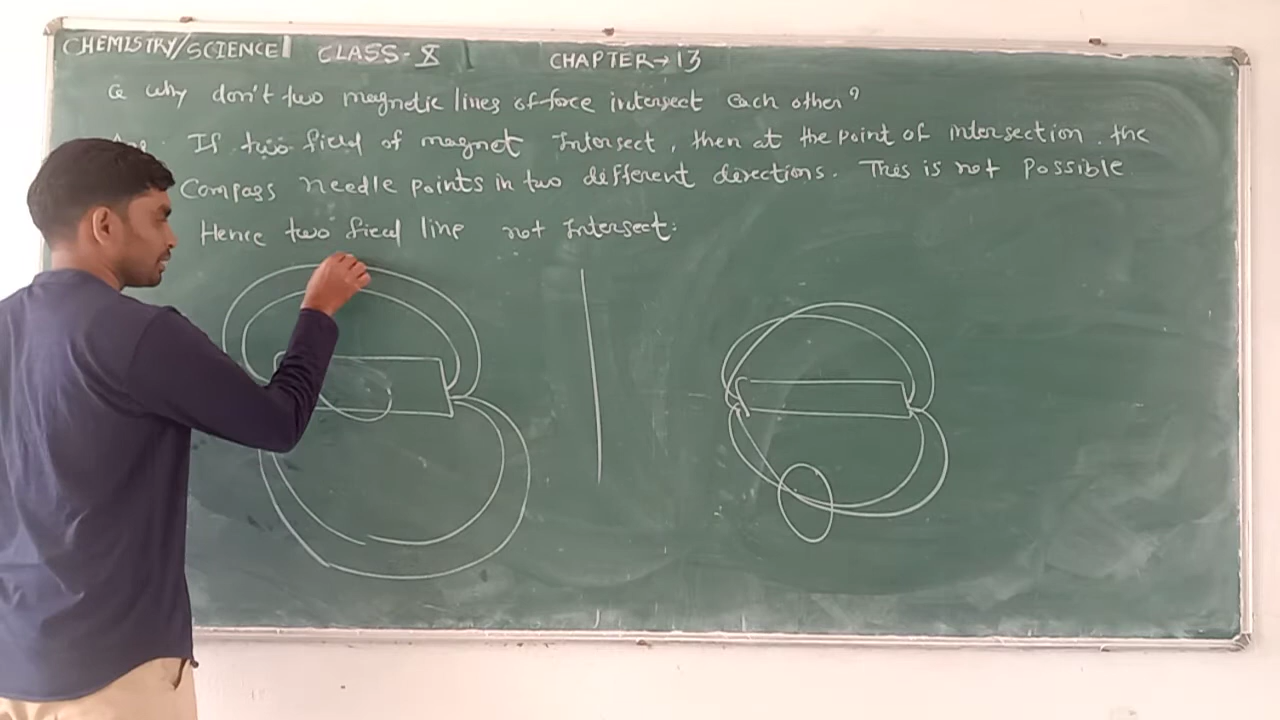 CHEMISTRY/SCIENCE CLASS-X CHAPTER→13
Q why don't two magnetic lines of force intersect each other?
If two field of magnet Intersect, then at the point of intersection. the
Compass needle points in two different directions. This is not possible.
Hence two field line not Intersect: